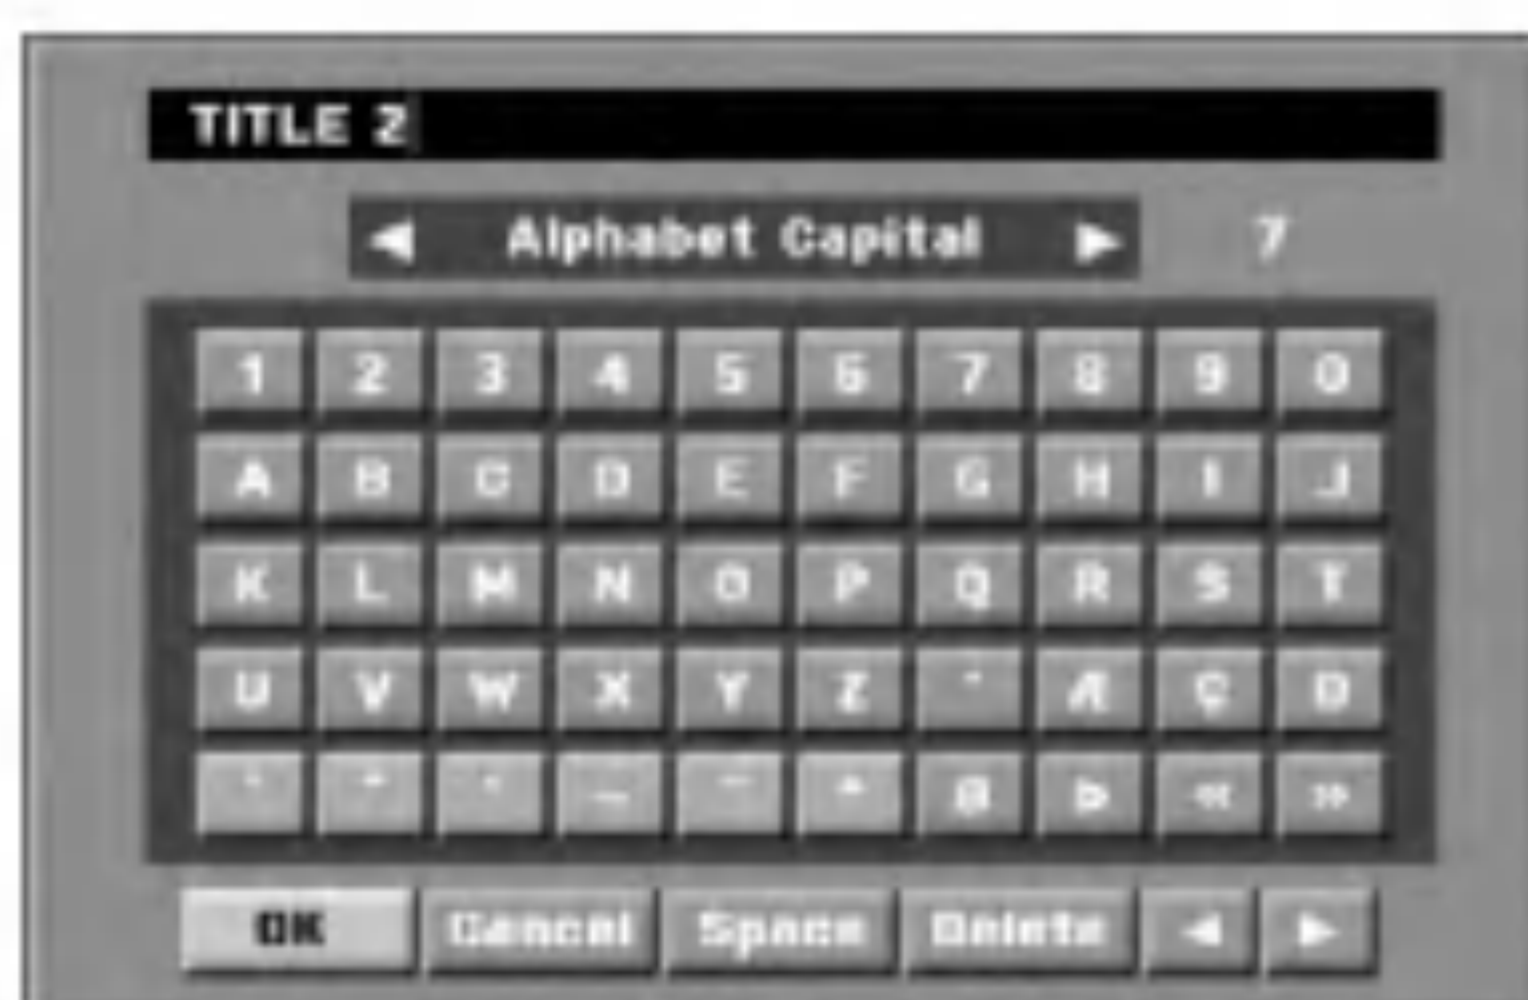 TITLE 2
◀ Alphabet Capital ▶ 7
1 2 3 4 5 6 7 8 9 0
A B C D E F G H I J
K L M N O P Q R S T
U V W X Y Z Æ Ç
« »
OK Cancel Space Delete ◀ ▶